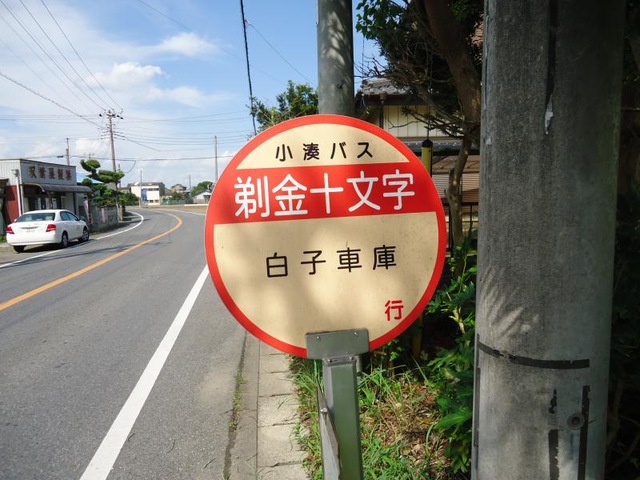 小湊バス
剃金十文字
白子車庫
行